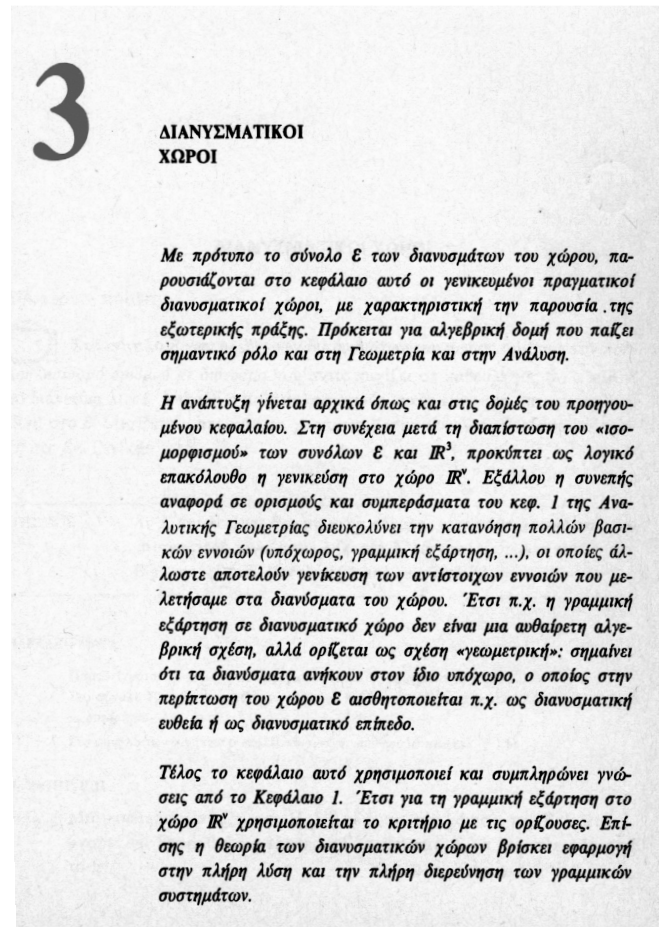 3
ΔΙΑΝΥΣΜΑΤΙΚΟΙ
ΧΩΡΟΙ
Με πρότυπο το σύνολο ℰ των διανυσμάτων του χώρου, πα-
ρουσιάζονται στο κεφάλαιο αυτό οι γενικευμένοι πραγματικοί
διανυσματικοί χώροι, με χαρακτηριστική την παρουσία της
εξωτερικής πράξης. Πρόκειται για αλγεβρική δομή που παίζει
σημαντικό ρόλο και στη Γεωμετρία και στην Ανάλυση.
Η ανάπτυξη γίνεται αρχικά όπως και στις δομές του προηγου-
μένου κεφαλαίου. Στη συνέχεια μετά τη διαπίστωση του «ισο-
μορφισμού» των συνόλων ℰ και ℝ³, προκύπτει ως λογικό
επακόλουθο η γενικεύση στο χώρο ℝᵛ. Εξάλλου η συνεπής
αναφορά σε ορισμούς και συμπεράσματα του κεφ. 1 της Ανα-
λυτικής Γεωμετρίας διευκολύνει την κατανόηση πολλών βασι-
κών εννοιών (υπόχωρος, γραμμική εξάρτηση, ...), οι οποίες άλ-
λωστε αποτελούν γενίκευση των αντίστοιχων εννοιών που με-
λετήσαμε στα διανύσματα του χώρου. Έτσι π.χ. η γραμμική
εξάρτηση σε διανυσματικό χώρο δεν είναι μια αυθαίρετη αλγε-
βρική σχέση, αλλά ορίζεται ως σχέση «γεωμετρική»: σημαίνει
ότι τα διανύσματα ανήκουν στον ίδιο υπόχωρο, ο οποίος στην
περίπτωση του χώρου ℰ αισθητοποιείται π.χ. ως διανυσματική
ευθεία ή ως διανυσματικό επίπεδο.
Τέλος το κεφάλαιο αυτό χρησιμοποιεί και συμπληρώνει γνώ-
σεις από το Κεφάλαιο 1. Έτσι για τη γραμμική εξάρτηση στο
χώρο ℝᵛ χρησιμοποιείται το κριτήριο με τις ορίζουσες. Επί-
σης η θεωρία των διανυσματικών χώρων βρίσκει εφαρμογή
στην πλήρη λύση και την πλήρη διερεύνηση των γραμμικών
συστημάτων.